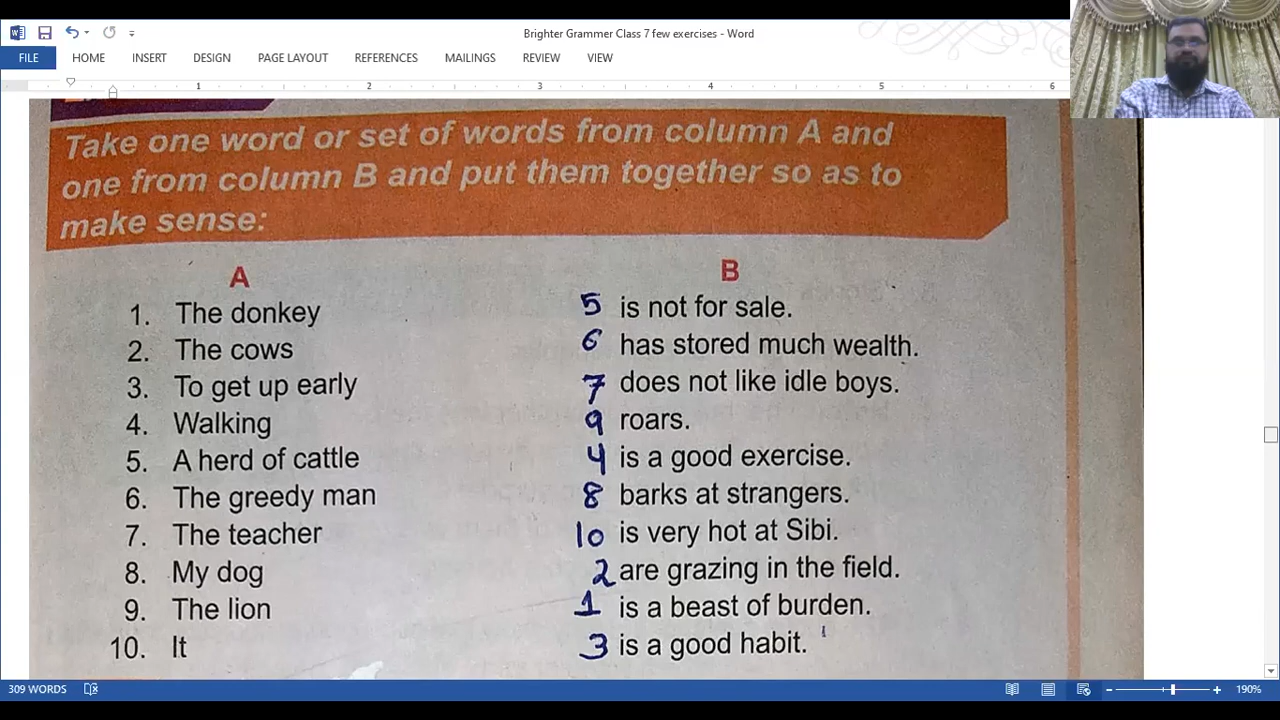 Brighter Grammer Class 7 few exercises - Word
FILE HOME INSERT DESIGN PAGE LAYOUT REFERENCES MAILINGS REVIEW VIEW
1 2 3 4 5 6
Take one word or set of words from column A and
one from column B and put them together so as to
make sense:
A B
1. The donkey 5 is not for sale.
2. The cows 6 has stored much wealth.
3. To get up early 7 does not like idle boys.
4. Walking 9 roars.
5. A herd of cattle 4 is a good exercise.
6. The greedy man 8 barks at strangers.
7. The teacher 10 is very hot at Sibi.
8. My dog 2 are grazing in the field.
9. The lion 1 is a beast of burden.
10. It 3 is a good habit.
309 WORDS 190%